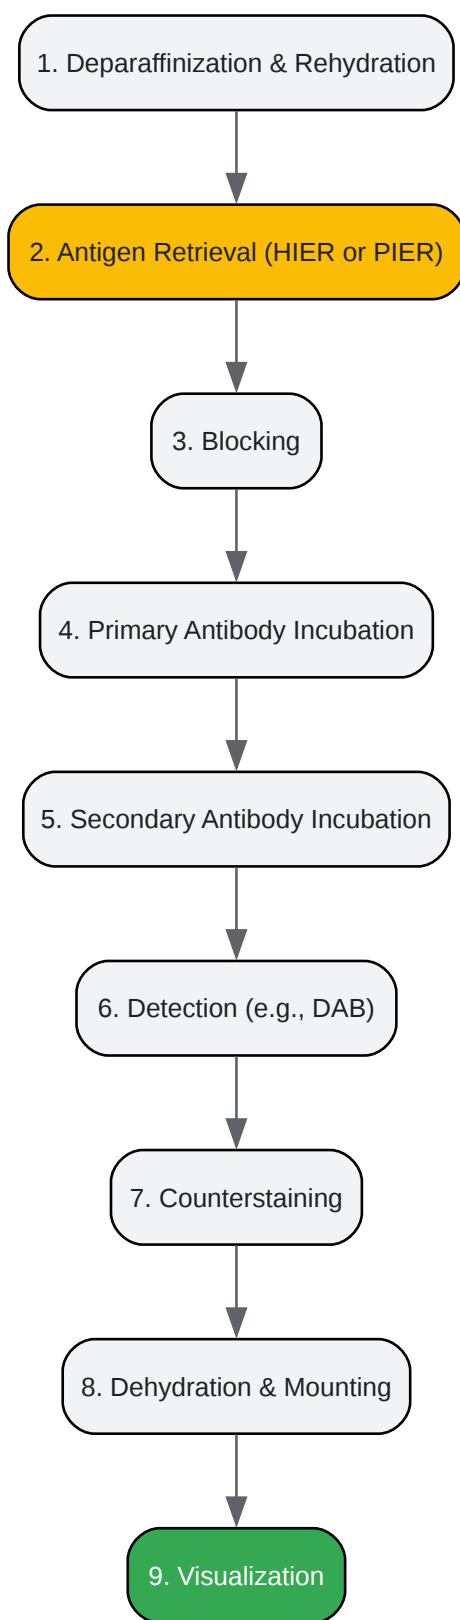 1. Deparaffinization & Rehydration
2. Antigen Retrieval (HIER or PIER)
3. Blocking
4. Primary Antibody Incubation
5. Secondary Antibody Incubation
6. Detection (e.g., DAB)
7. Counterstaining
8. Dehydration & Mounting
9. Visualization